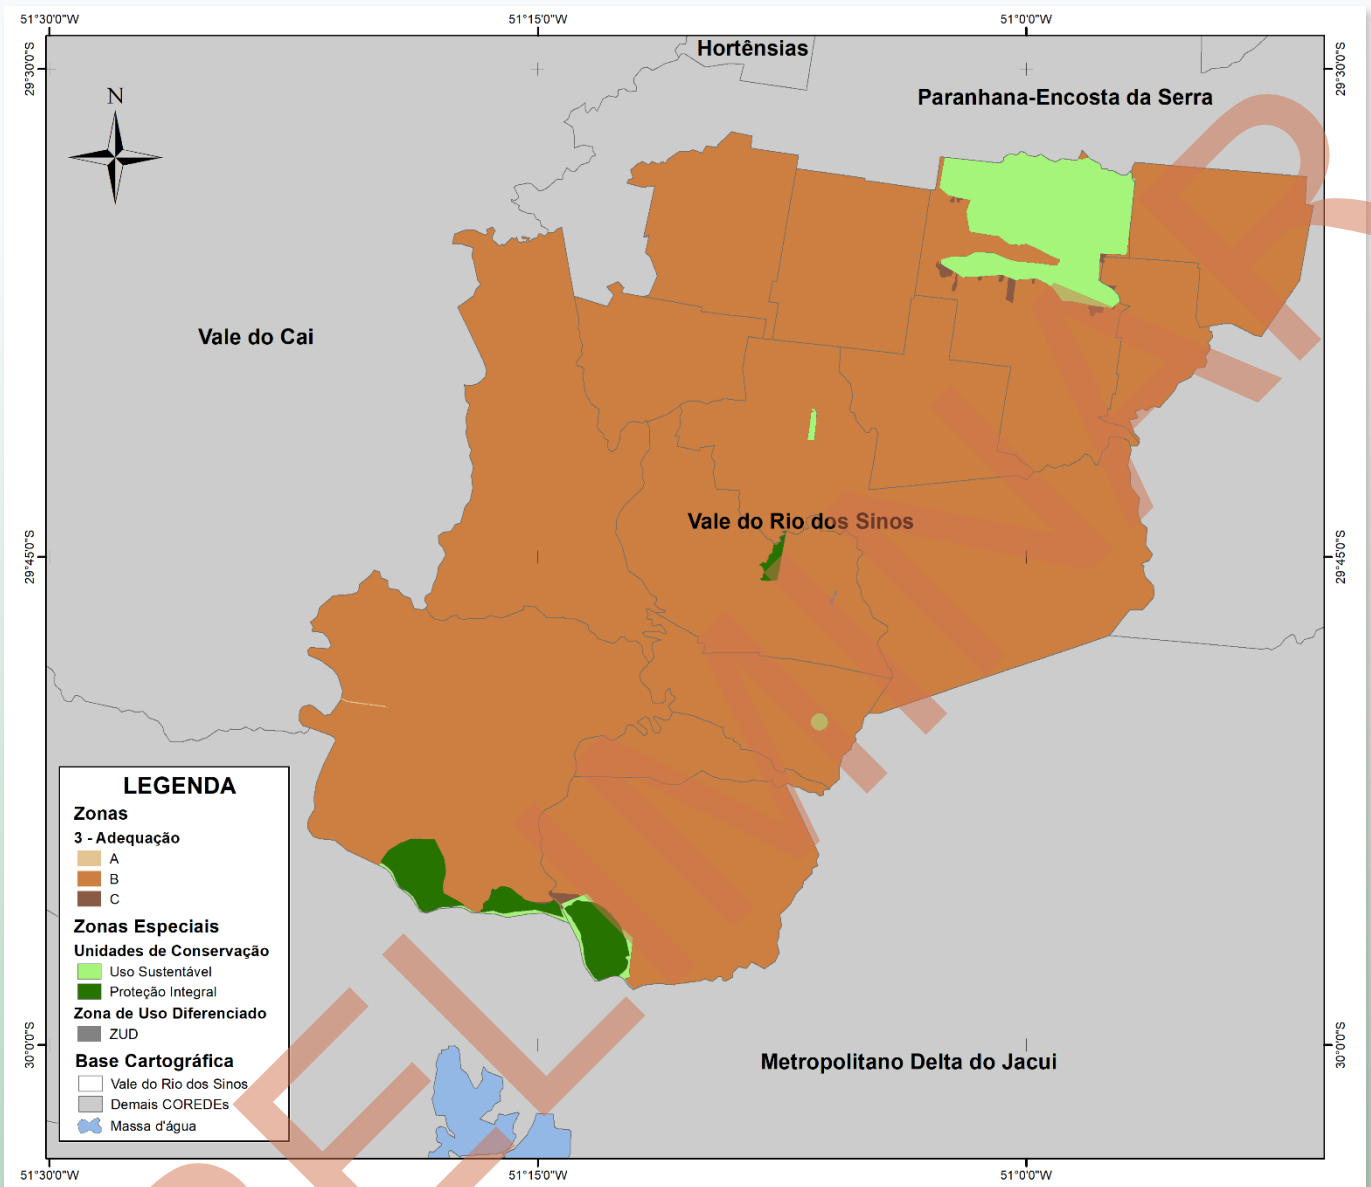 51°30'0"W
51°15'0"W
51°0'0"W
Hortênsias
29°30'0"S
29°30'0"S
Paranhana-Encosta da Serra
N
Vale do Cai
Vale do Rio dos Sinos
29°45'0"S
29°45'0"S
LEGENDA
Zonas
3 - Adequação
A
B
C
Zonas Especiais
Unidades de Conservação
Uso Sustentável
Proteção Integral
Zona de Uso Diferenciado
ZUD
Base Cartográfica
Vale do Rio dos Sinos
Demais COREDEs
Massa d'água
30°0'0"S
30°0'0"S
Metropolitano Delta do Jacui
51°30'0"W
51°15'0"W
51°0'0"W